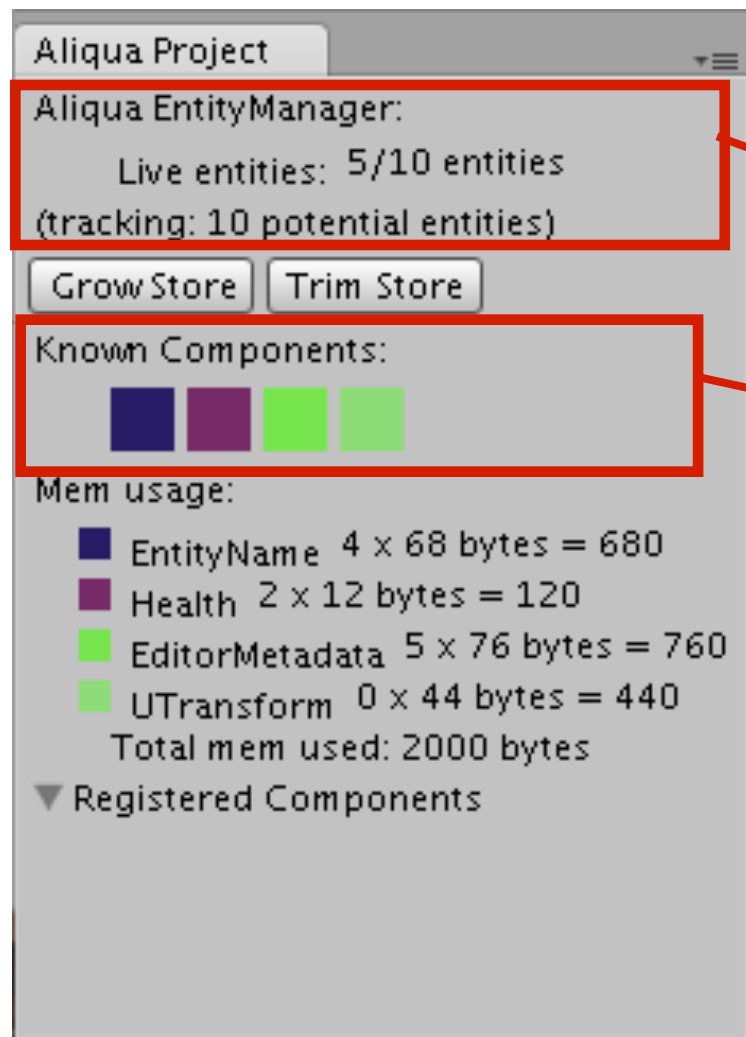 Aliqua Project
Aliqua EntityManager:
Live entities: 5/10 entities
(tracking: 10 potential entities)
Grow Store Trim Store
Known Components:
Mem usage:
EntityName 4 x 68 bytes = 680
Health 2 x 12 bytes = 120
EditorMetadata 5 x 76 bytes = 760
UTransform 0 x 44 bytes = 440
Total mem used: 2000 bytes
Registered Components